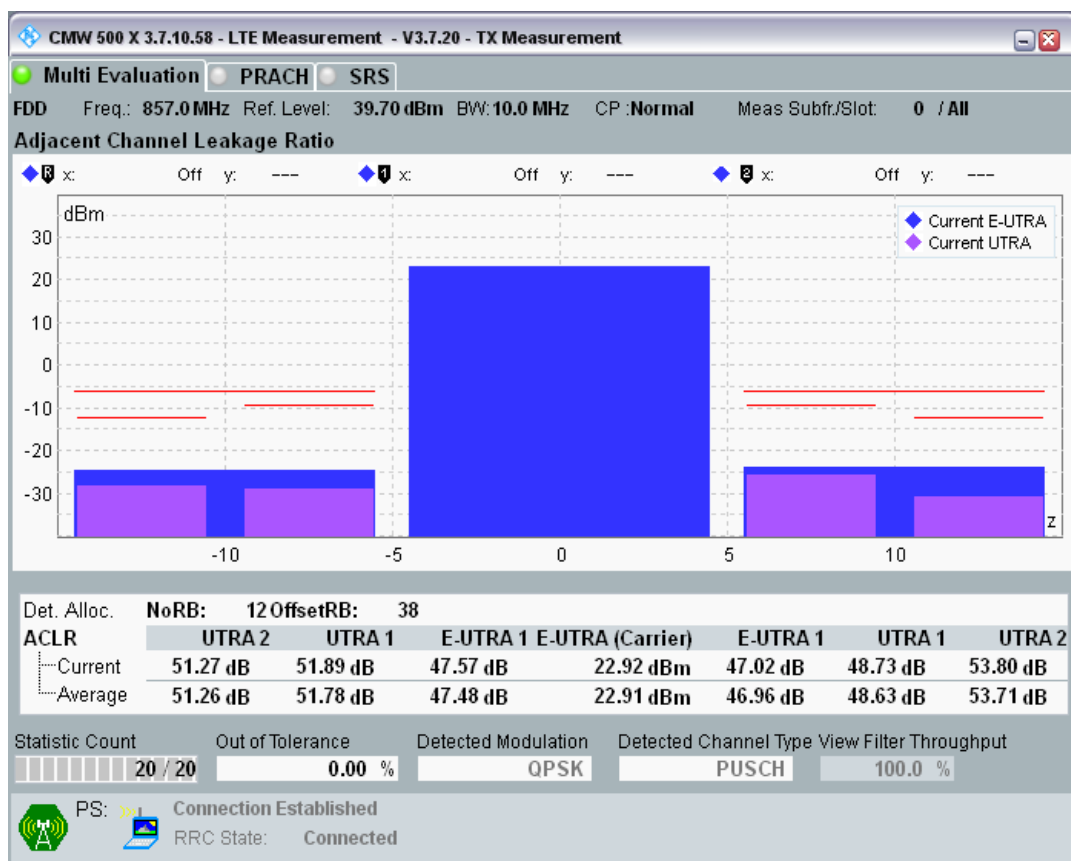 CMW 500 X 3.7.10.58 - LTE Measurement - V3.7.20 - TX Measurement
Multi Evaluation PRACH SRS
FDD Freq.: 857.0 MHz Ref. Level: 39.70 dBm BW: 10.0 MHz CP :Normal Meas Subfr./Slot: 0 / All
Adjacent Channel Leakage Ratio
R x: Off y: --- 1 x: Off y: --- 2 x: Off y: ---
dBm
Current E-UTRA
Current UTRA
30
20
10
0
-10
-20
-30
z
-10 -5 0 5 10
Det. Alloc. NoRB: 12 OffsetRB: 38
ACLR UTRA 2 UTRA 1 E-UTRA 1 E-UTRA (Carrier) E-UTRA 1 UTRA 1 UTRA 2
Current 51.27 dB 51.89 dB 47.57 dB 22.92 dBm 47.02 dB 48.73 dB 53.80 dB
Average 51.26 dB 51.78 dB 47.48 dB 22.91 dBm 46.96 dB 48.63 dB 53.71 dB
Statistic Count Out of Tolerance Detected Modulation Detected Channel Type View Filter Throughput
20 / 20 0.00 % QPSK PUSCH 100.0 %
PS: Connection Established
RRC State: Connected